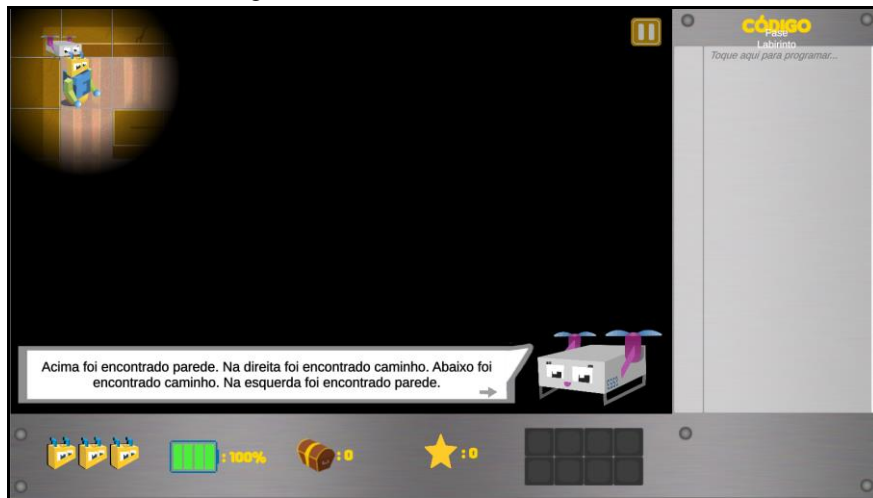 CÓDIGO
Fase
Labirinto
Toque aqui para programar...
Acima foi encontrado parede. Na direita foi encontrado caminho. Abaixo foi
encontrado caminho. Na esquerda foi encontrado parede.
: 100%
: 0
: 0